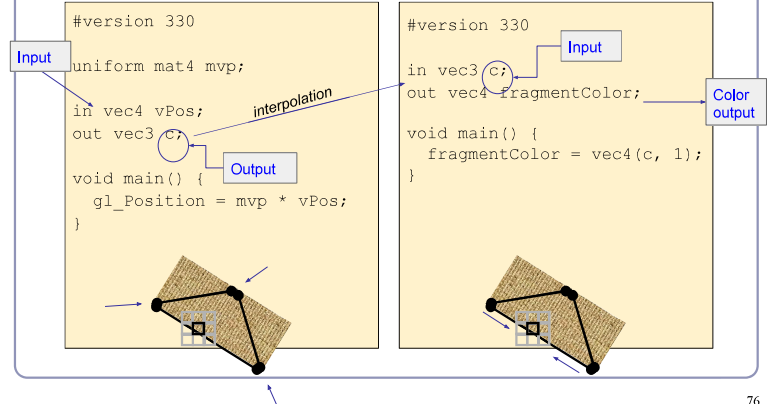 #version 330
Input
uniform mat4 mvp;
in vec4 vPos;
out vec3 c;
Output
void main() {
gl_Position = mvp * vPos;
}
interpolation
#version 330
Input
in vec3 c;
out vec4 fragmentColor;
Color
output
void main() {
fragmentColor = vec4(c, 1);
}
76